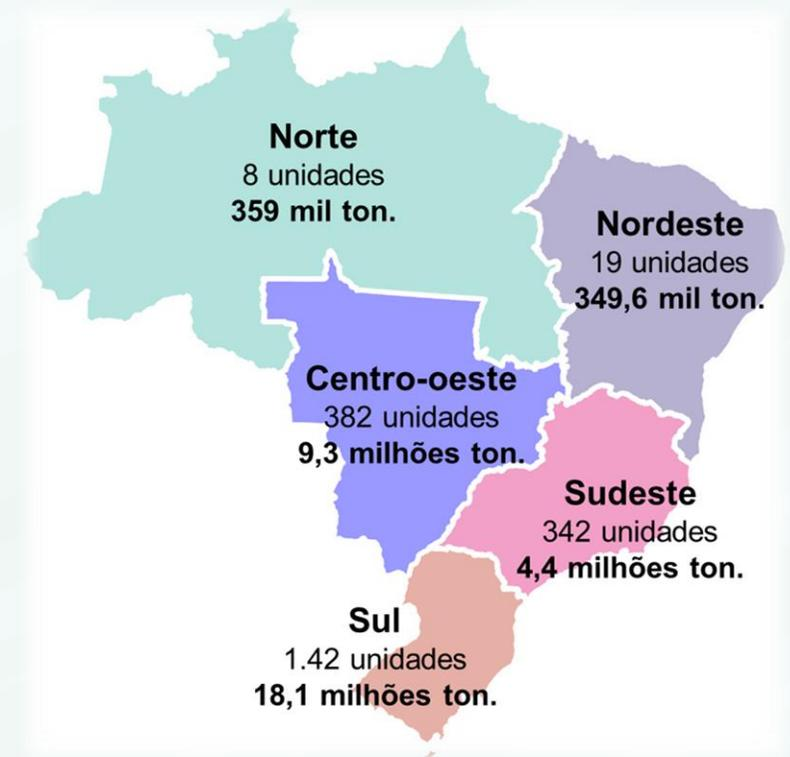 Norte
8 unidades
359 mil ton.
Nordeste
19 unidades
349,6 mil ton.
Centro-oeste
382 unidades
9,3 milhões ton.
Sudeste
342 unidades
4,4 milhões ton.
Sul
1.42 unidades
18,1 milhões ton.